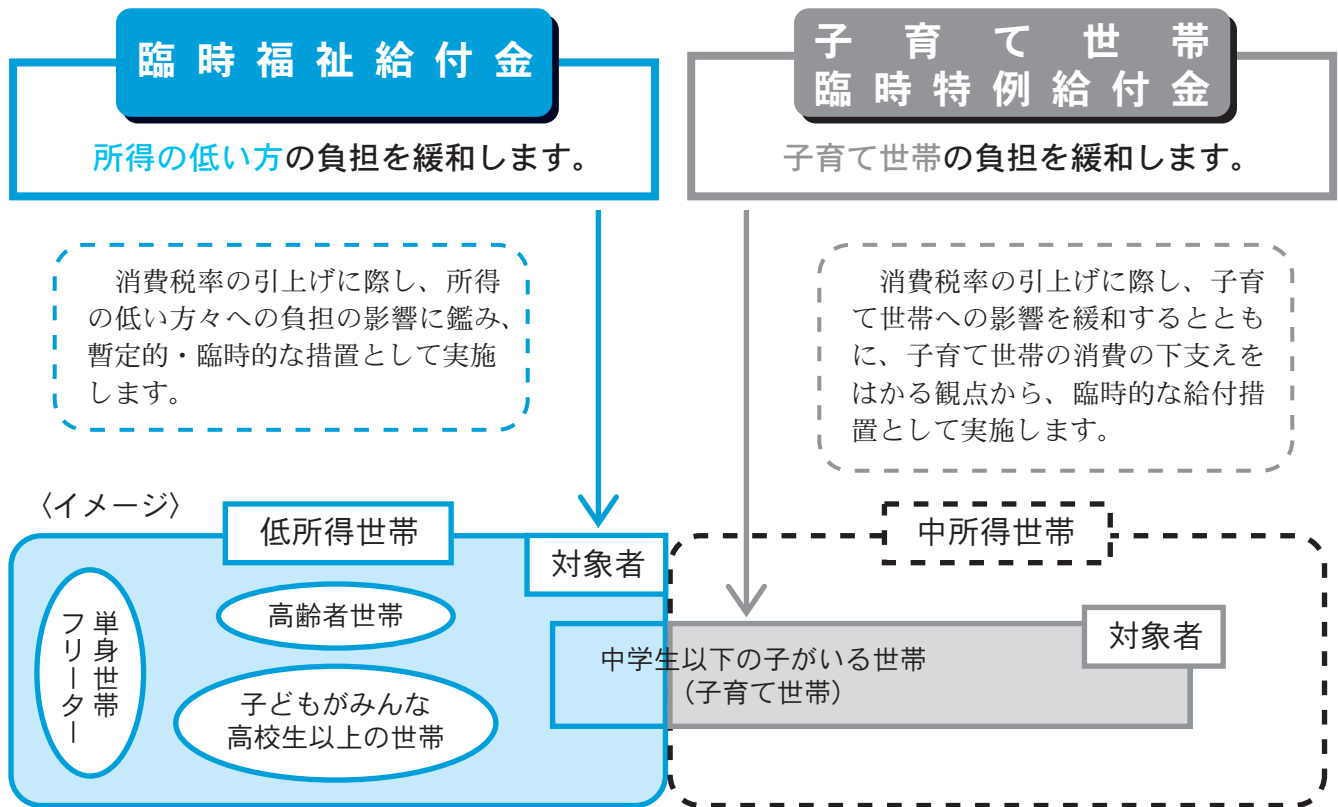 臨時福祉給付金
所得の低い方の負担を緩和します。
消費税率の引上げに際し、所得
の低い方々への負担の影響に鑑み、
暫定的・臨時的な措置として実施
します。
子育て世帯
臨時特例給付金
子育て世帯の負担を緩和します。
消費税率の引上げに際し、子育
て世帯への影響を緩和するととも
に、子育て世帯の消費の下支えを
はかる観点から、臨時的な給付措
置として実施します。
〈イメージ〉
低所得世帯
対象者
単身世帯
フリーター
高齢者世帯
子どもがみんな
高校生以上の世帯
中所得世帯
対象者
中学生以下の子がいる世帯
（子育て世帯）